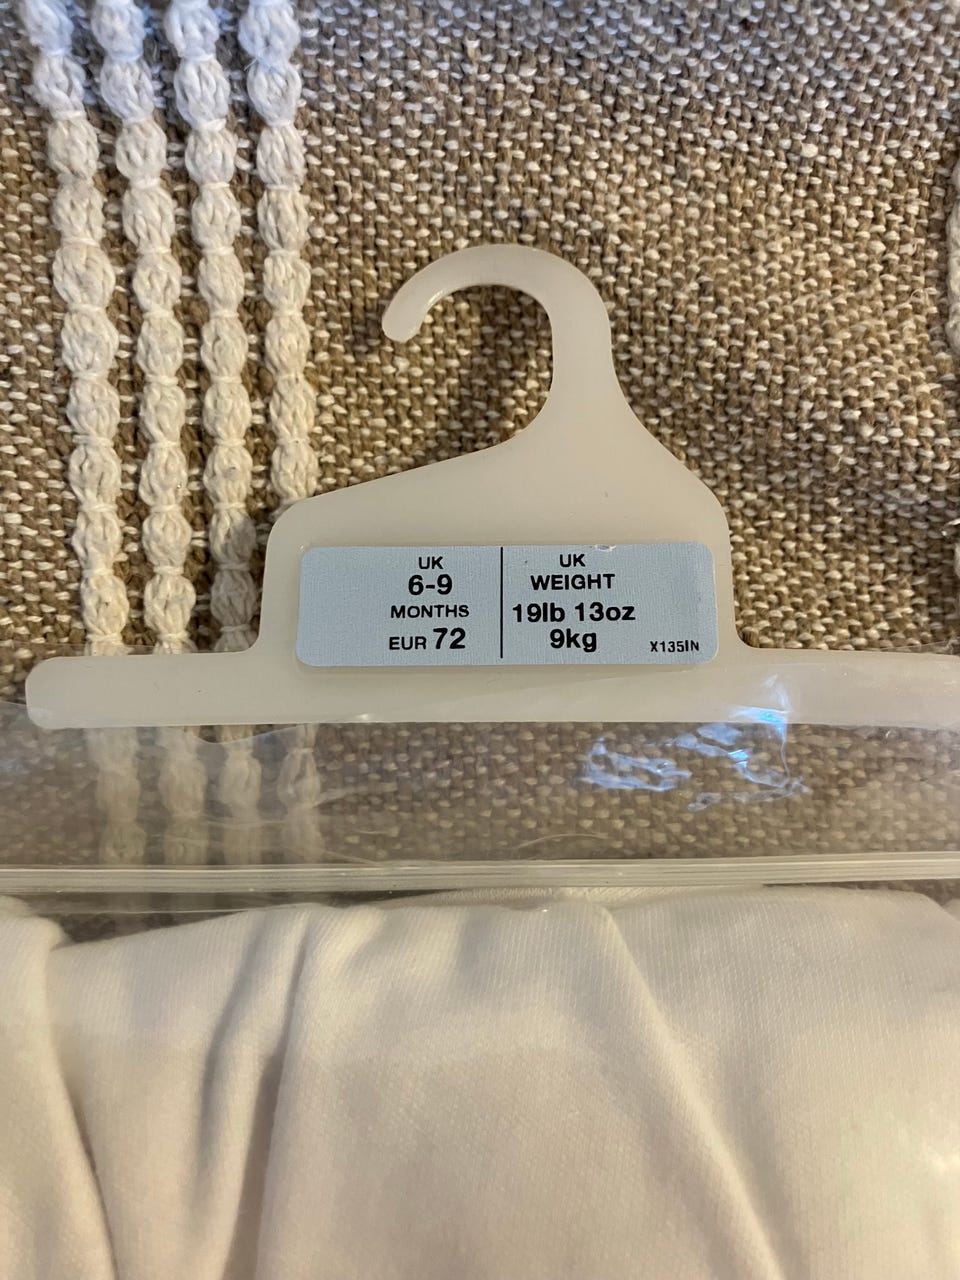 UK
6-9
MONTHS
EUR 72
UK
WEIGHT
19lb 13oz
9kg
X135IN